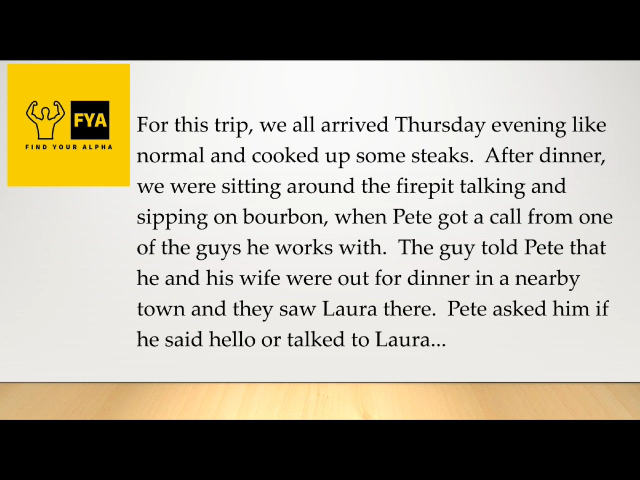 FYA
FIND YOUR ALPHA
For this trip, we all arrived Thursday evening like
normal and cooked up some steaks.  After dinner,
we were sitting around the firepit talking and
sipping on bourbon, when Pete got a call from one
of the guys he works with.  The guy told Pete that
he and his wife were out for dinner in a nearby
town and they saw Laura there.  Pete asked him if
he said hello or talked to Laura...